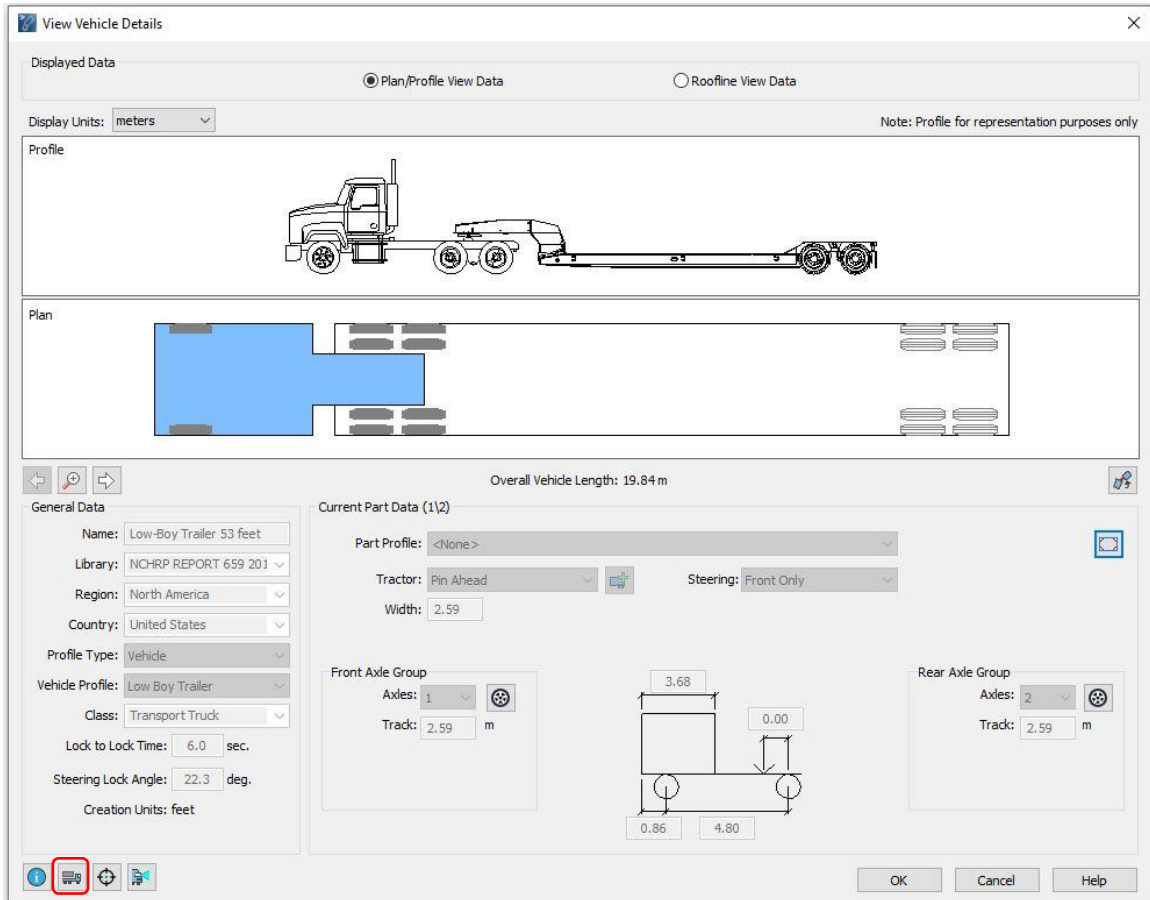 View Vehicle Details
Displayed Data
Plan/Profile View Data Roofline View Data
Display Units: meters Note: Profile for representation purposes only
Profile
Plan
Overall Vehicle Length: 19.84 m
General Data
Name: Low-Boy Trailer 53 feet
Library: NCHRP REPORT 659 201
Region: North America
Country: United States
Profile Type: Vehicle
Vehicle Profile: Low Boy Trailer
Class: Transport Truck
Lock to Lock Time: 6.0 sec.
Steering Lock Angle: 22.3 deg.
Creation Units: feet
Current Part Data (1\2)
Part Profile: <None>
Tractor: Pin Ahead Steering: Front Only
Width: 2.59
Front Axle Group
Axles: 1
Track: 2.59 m
3.68
0.00
0.86 4.80
Rear Axle Group
Axles: 2
Track: 2.59 m
OK Cancel Help